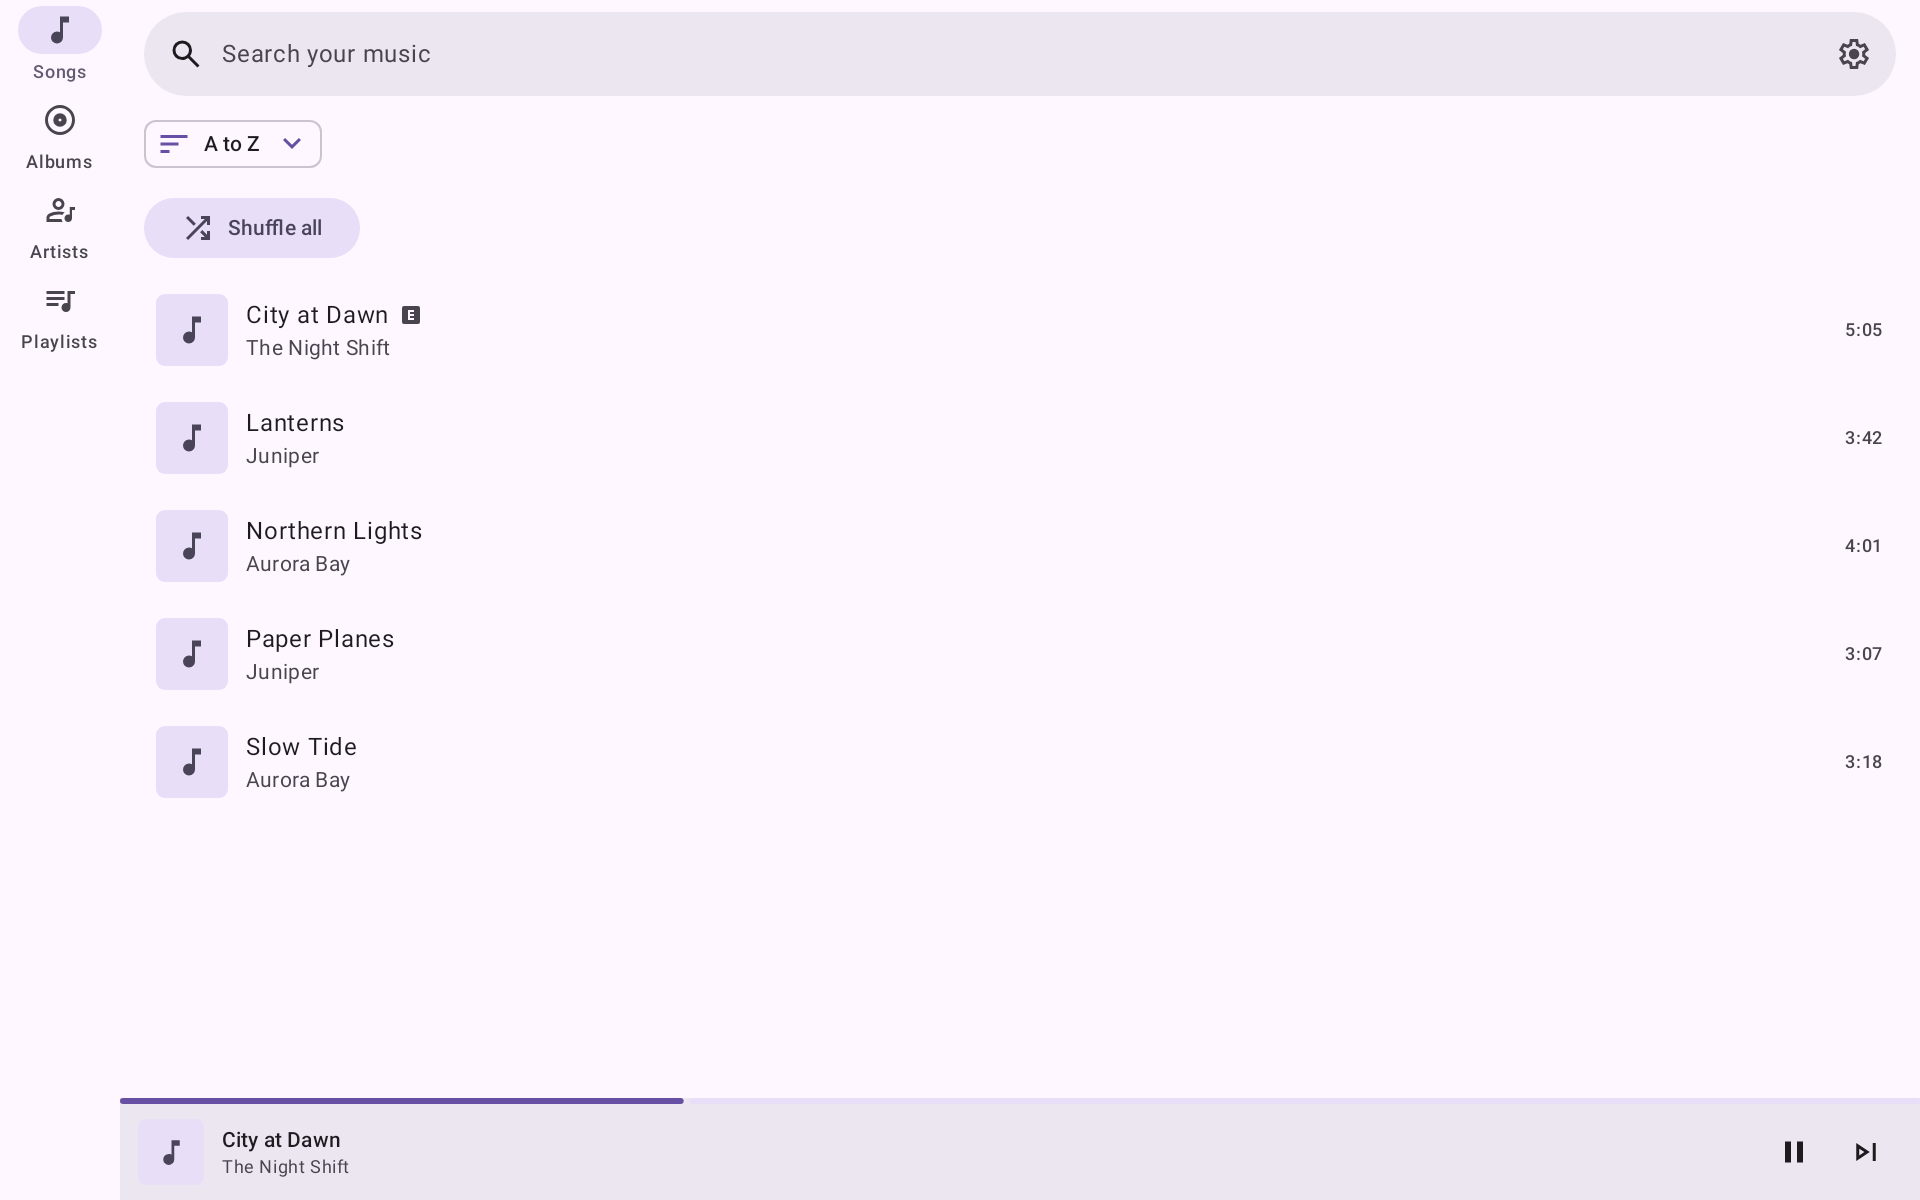 Songs
Albums
Artists
Playlists
Search your music
A to Z
Shuffle all
City at Dawn E
The Night Shift
5:05
Lanterns
Juniper
3:42
Northern Lights
Aurora Bay
4:01
Paper Planes
Juniper
3:07
Slow Tide
Aurora Bay
3:18
City at Dawn
The Night Shift